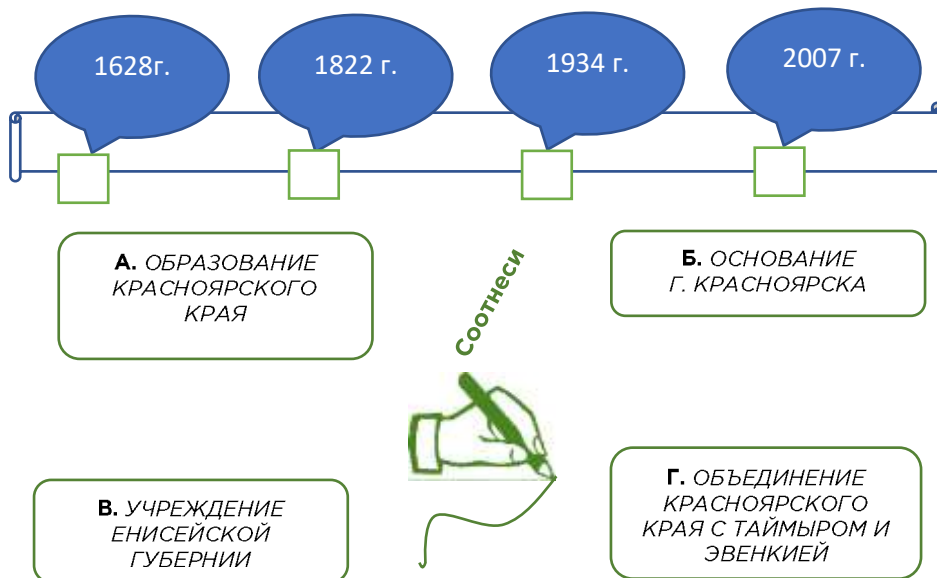 1628г.
1822 г.
1934 г.
2007 г.
А. ОБРАЗОВАНИЕ
КРАСНОЯРСКОГО
КРАЯ
Б. ОСНОВАНИЕ
Г. КРАСНОЯРСКА
Соотнеси
В. УЧРЕЖДЕНИЕ
ЕНИСЕЙСКОЙ
ГУБЕРНИИ
Г. ОБЪЕДИНЕНИЕ
КРАСНОЯРСКОГО
КРАЯ С ТАЙМЫРОМ И
ЭВЕНКИЕЙ